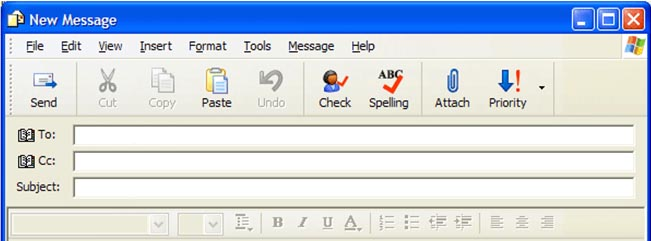 New Message
File Edit View Insert Format Tools Message Help
ABC
Send Cut Copy Paste Undo Check Spelling Attach Priority
To:
Cc:
Subject:
B I U A